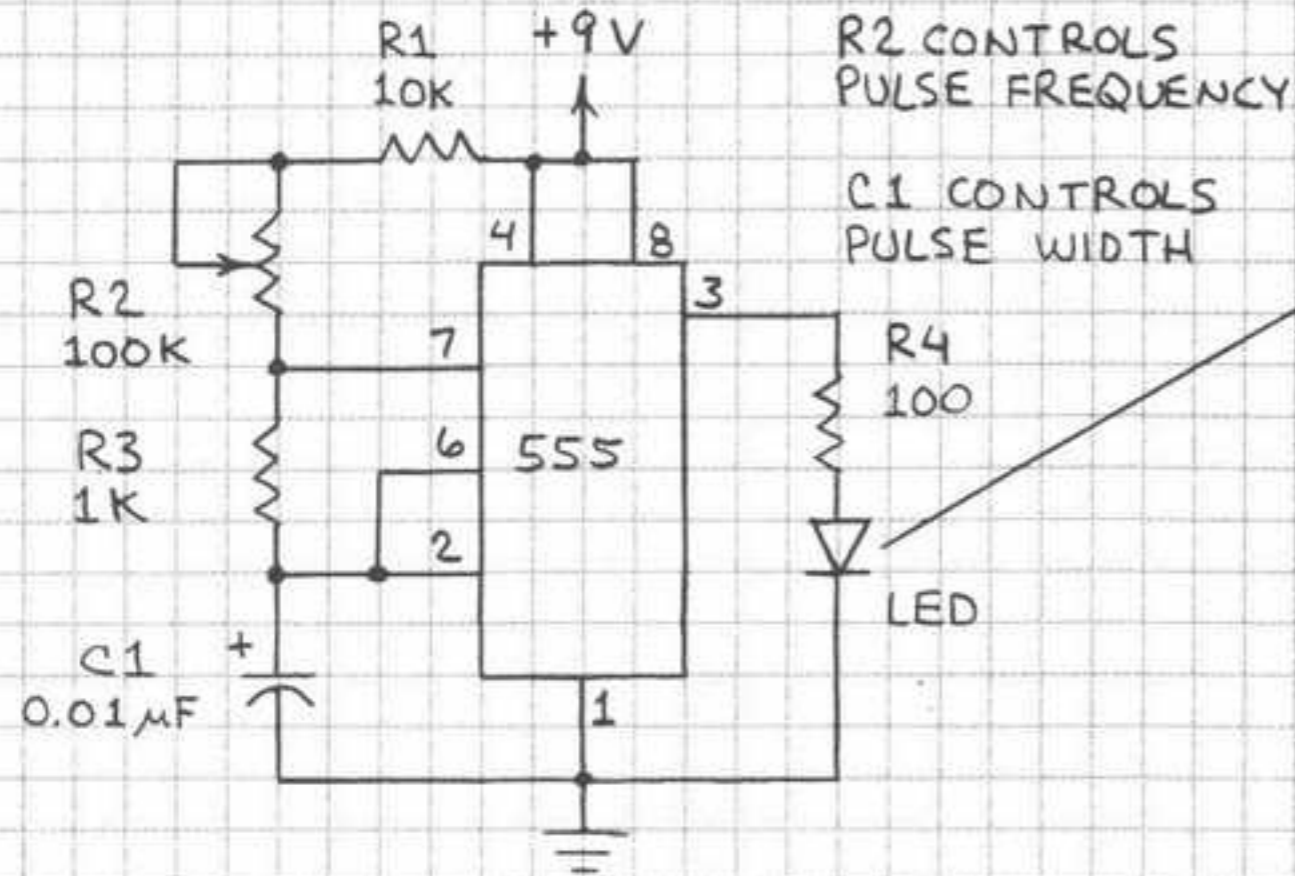 R1
10K
+9V
R2 CONTROLS
PULSE FREQUENCY
C1 CONTROLS
PULSE WIDTH
4
8
3
R2
100K
7
R4
100
R3
1K
6
555
2
LED
C1
+
0.01µF
1